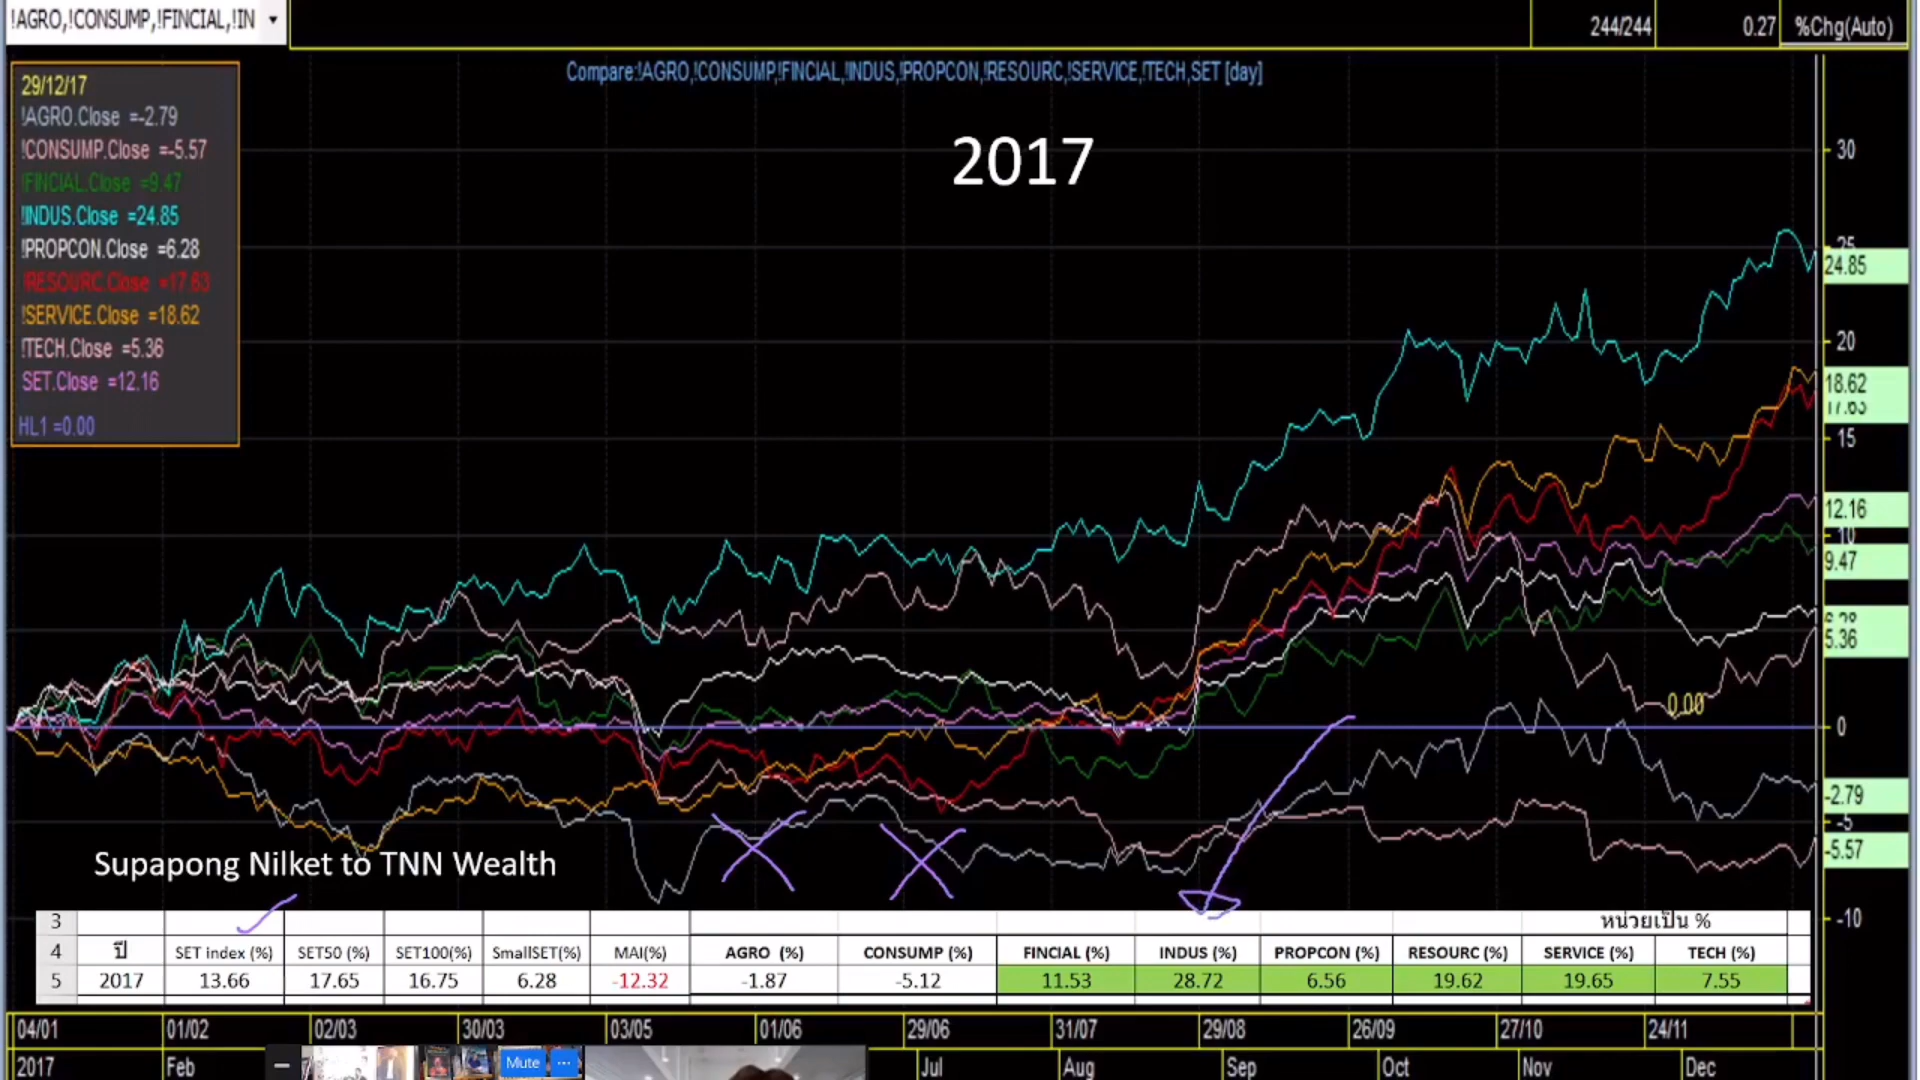 !AGRO,!CONSUMP,!FINCIAL,!IN
244/244
0.27
%Chg(Auto)
Compare:!AGRO,!CONSUMP,!FINCIAL,!INDUS,!PROPCON,!RESOURC,!SERVICE,!TECH,SET [day]
29/12/17
!AGRO.Close =-2.79
!CONSUMP.Close =-5.57
!FINCIAL.Close =9.47
!INDUS.Close =24.85
!PROPCON.Close =6.28
!RESOURC.Close =17.63
!SERVICE.Close =18.62
!TECH.Close =5.36
SET.Close =12.16
HL1 =0.00
2017
30
25
24.85
20
18.62
17.63
15
12.16
10
9.47
6.28
5.36
0.00
0
-2.79
-5
-5.57
-10
Supapong Nilket to TNN Wealth
3 หน่วยเป็น %
4 ปี SET index (%) SET50 (%) SET100(%) SmallSET(%) MAI(%) AGRO (%) CONSUMP (%) FINCIAL (%) INDUS (%) PROPCON (%) RESOURC (%) SERVICE (%) TECH (%)
5 2017 13.66 17.65 16.75 6.28 -12.32 -1.87 -5.12 11.53 28.72 6.56 19.62 19.65 7.55
04/01 01/02 02/03 30/03 03/05 01/06 29/06 31/07 29/08 26/09 27/10 24/11
2017 Feb Jul Aug Sep Oct Nov Dec
Mute